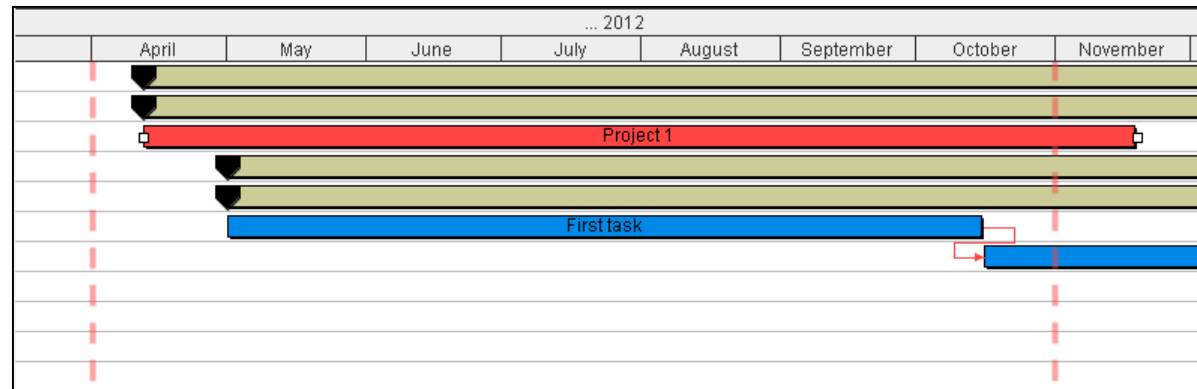 ... 2012
April May June July August September October November
Project 1
First task